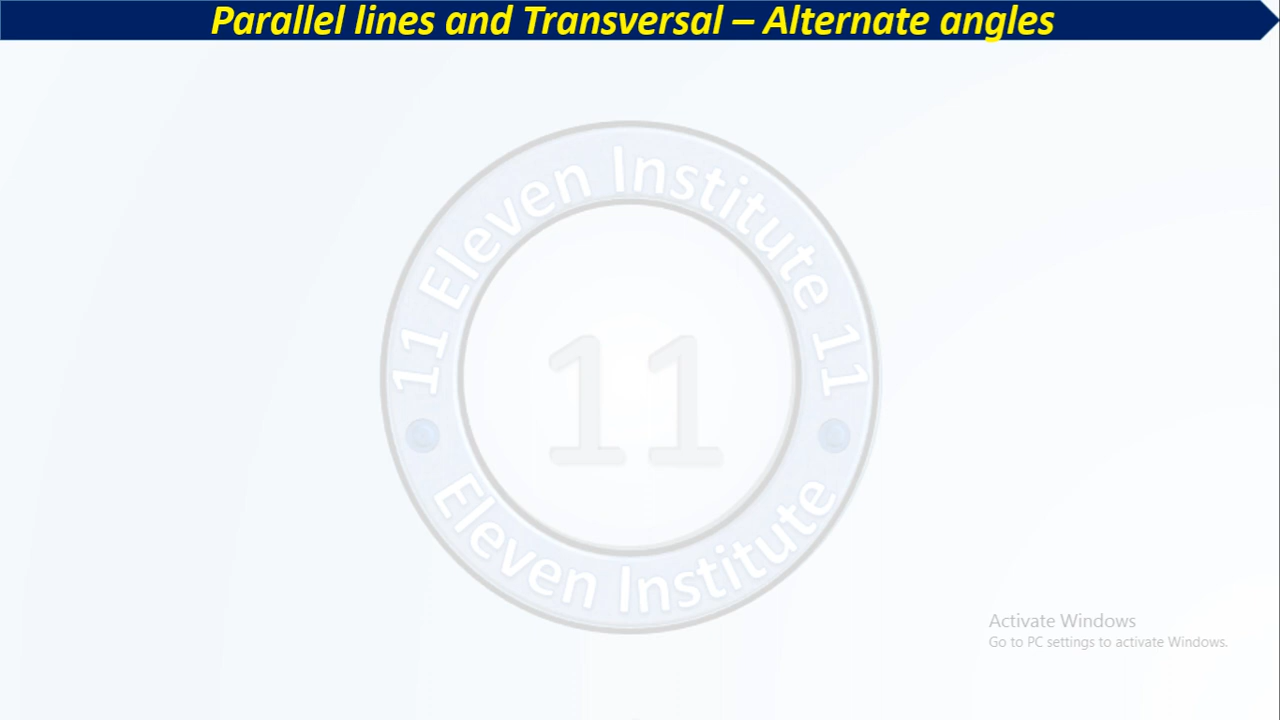 Parallel lines and Transversal – Alternate angles
11 Eleven Institute 11
11
Eleven Institute
Activate Windows
Go to PC settings to activate Windows.